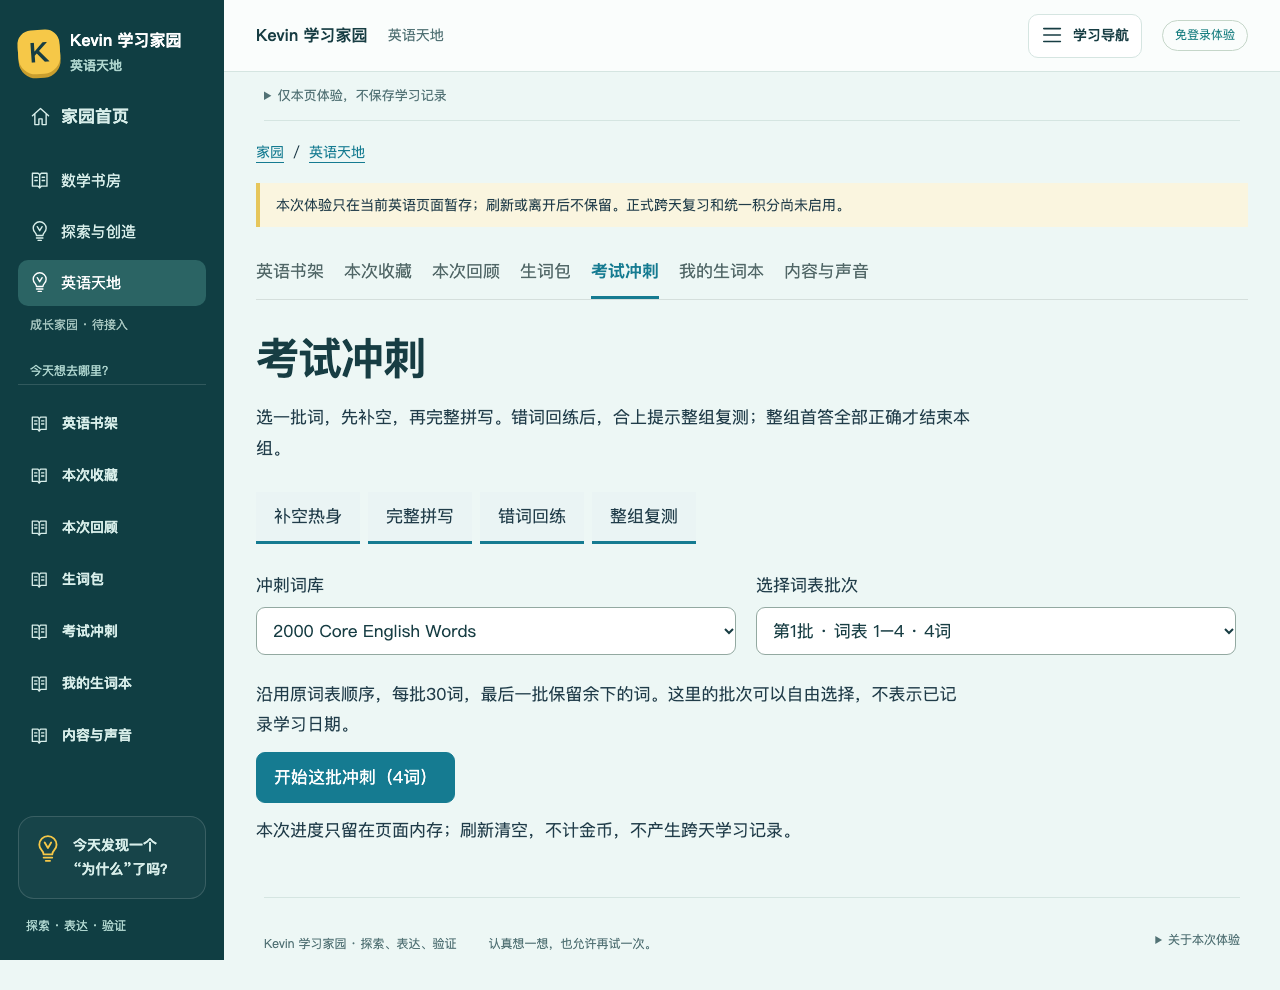 K
Kevin 学习家园
英语天地
家园首页
数学书房
探索与创造
英语天地
成长家园 · 待接入
今天想去哪里？
英语书架
本次收藏
本次回顾
生词包
考试冲刺
我的生词本
内容与声音
今天发现一个
“为什么”了吗？
探索 · 表达 · 验证
Kevin 学习家园 英语天地
学习导航
免登录体验
仅本页体验，不保存学习记录
家园 / 英语天地
本次体验只在当前英语页面暂存；刷新或离开后不保留。正式跨天复习和统一积分尚未启用。
英语书架 本次收藏 本次回顾 生词包 考试冲刺 我的生词本 内容与声音
考试冲刺
选一批词，先补空，再完整拼写。错词回练后，合上提示整组复测；整组首答全部正确才结束本
组。
补空热身 完整拼写 错词回练 整组复测
冲刺词库
2000 Core English Words
选择词表批次
第1批 · 词表 1—4 · 4词
沿用原词表顺序，每批30词，最后一批保留余下的词。这里的批次可以自由选择，不表示已记
录学习日期。
开始这批冲刺（4词）
本次进度只留在页面内存；刷新清空，不计金币，不产生跨天学习记录。
Kevin 学习家园 · 探索、表达、验证 认真想一想，也允许再试一次。
关于本次体验